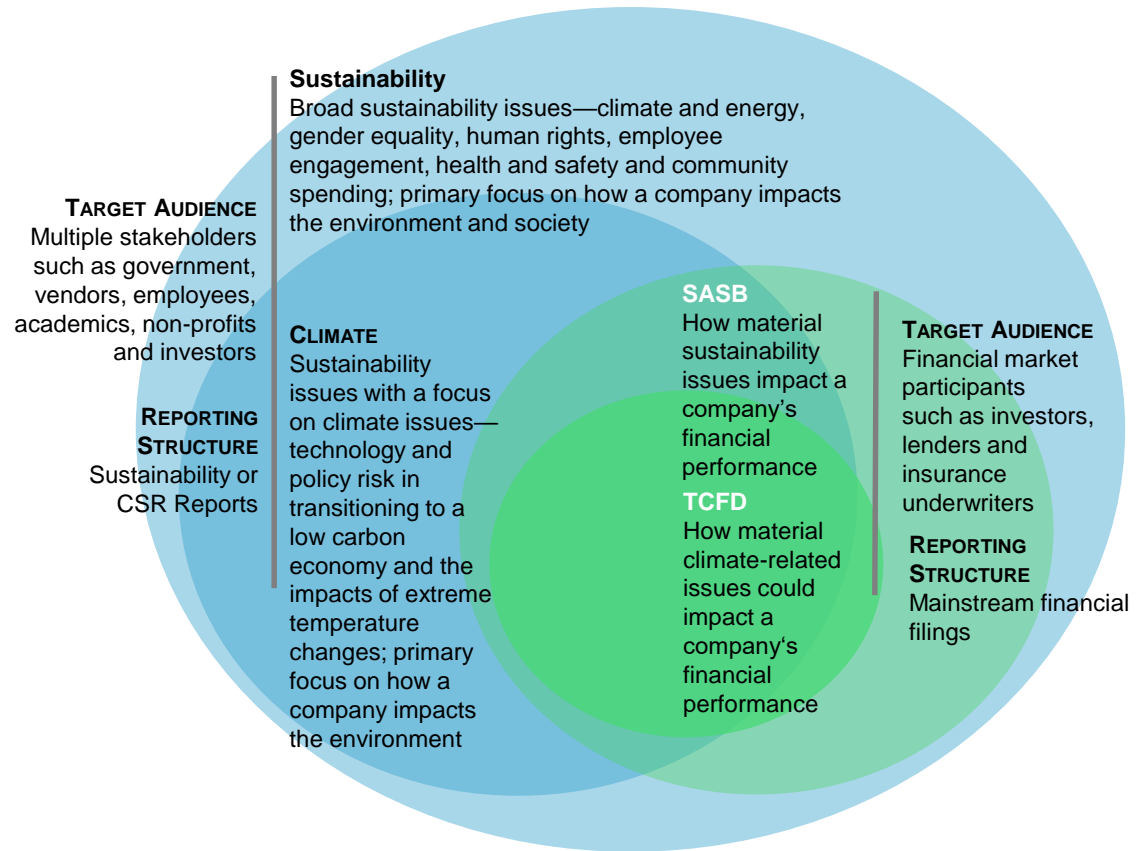 Sustainability
Broad sustainability issues—climate and energy,
gender equality, human rights, employee
engagement, health and safety and community
spending; primary focus on how a company impacts
the environment and society
TARGET AUDIENCE
Multiple stakeholders
such as government,
vendors, employees,
academics, non-profits
and investors
REPORTING
STRUCTURE
Sustainability or
CSR Reports
CLIMATE
Sustainability
issues with a focus
on climate issues—
technology and
policy risk in
transitioning to a
low carbon
economy and the
impacts of extreme
temperature
changes; primary
focus on how a
company impacts
the environment
SASB
How material
sustainability
issues impact a
company’s
financial
performance
TCFD
How material
climate-related
issues could
impact a
company‘s
financial
performance
TARGET AUDIENCE
Financial market
participants
such as investors,
lenders and
insurance
underwriters
REPORTING
STRUCTURE
Mainstream financial
filings